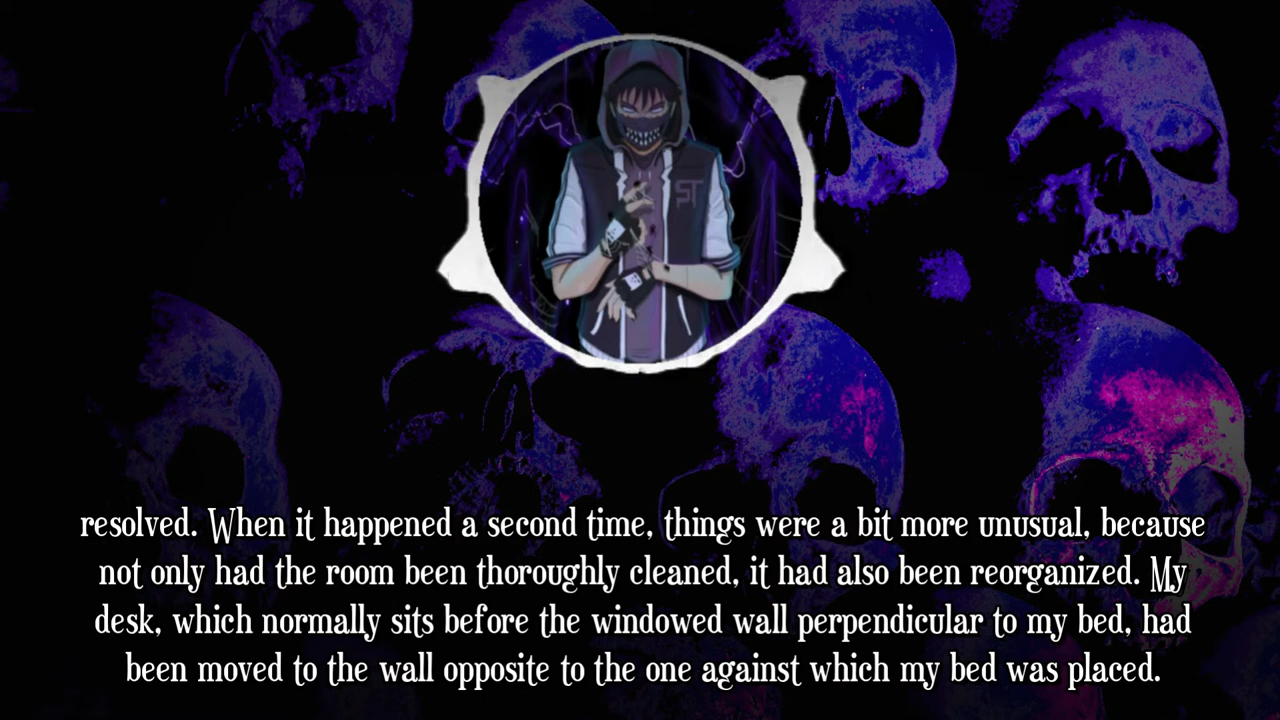 ST
resolved. When it happened a second time, things were a bit more unusual, because
not only had the room been thoroughly cleaned, it had also been reorganized. My
desk, which normally sits before the windowed wall perpendicular to my bed, had
been moved to the wall opposite to the one against which my bed was placed.